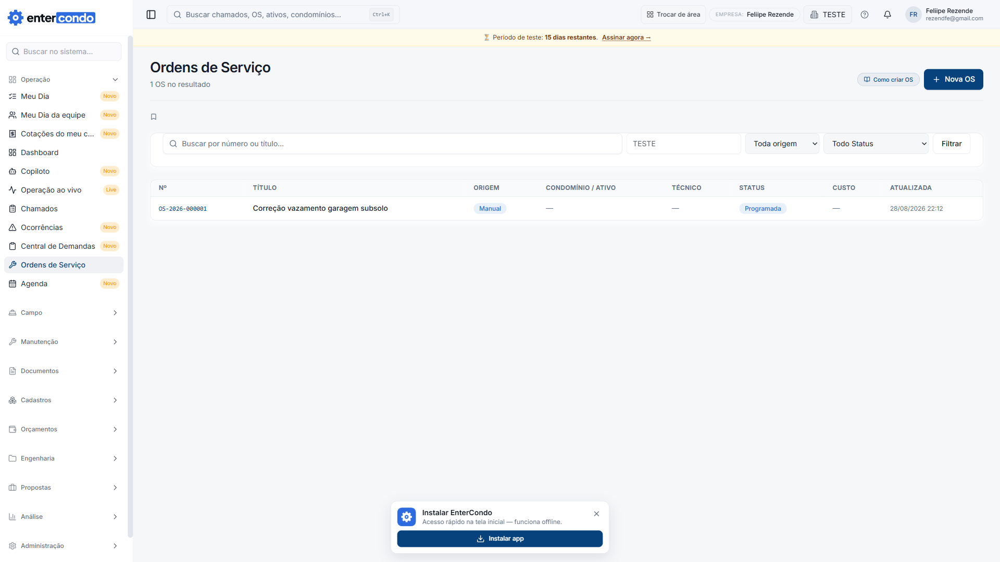 enter condo
Buscar chamados, OS, ativos, condomínios...
Ctrl+K
Trocar de área
EMPRESA: Feliipe Rezende
TESTE
FR
Feliipe Rezende
rezendfe@gmail.com
⏳ Período de teste: 15 dias restantes. Assinar agora →
Buscar no sistema...
Operação
Meu Dia Novo
Meu Dia da equipe Novo
Cotações do meu c... Novo
Dashboard
Copiloto Novo
Operação ao vivo Live
Chamados
Ocorrências Novo
Central de Demandas Novo
Ordens de Serviço
Agenda Novo
Campo
Manutenção
Documentos
Cadastros
Orçamentos
Engenharia
Propostas
Análise
Administração
Ordens de Serviço
1 OS no resultado
Como criar OS
+ Nova OS
Buscar por número ou título...
TESTE
Toda origem
Todo Status
Filtrar
Nº TÍTULO ORIGEM CONDOMÍNIO / ATIVO TÉCNICO STATUS CUSTO ATUALIZADA
OS-2026-000001 Correção vazamento garagem subsolo Manual — — Programada — 28/08/2026 22:12
Instalar EnterCondo
Acesso rápido na tela inicial — funciona offline.
Instalar app